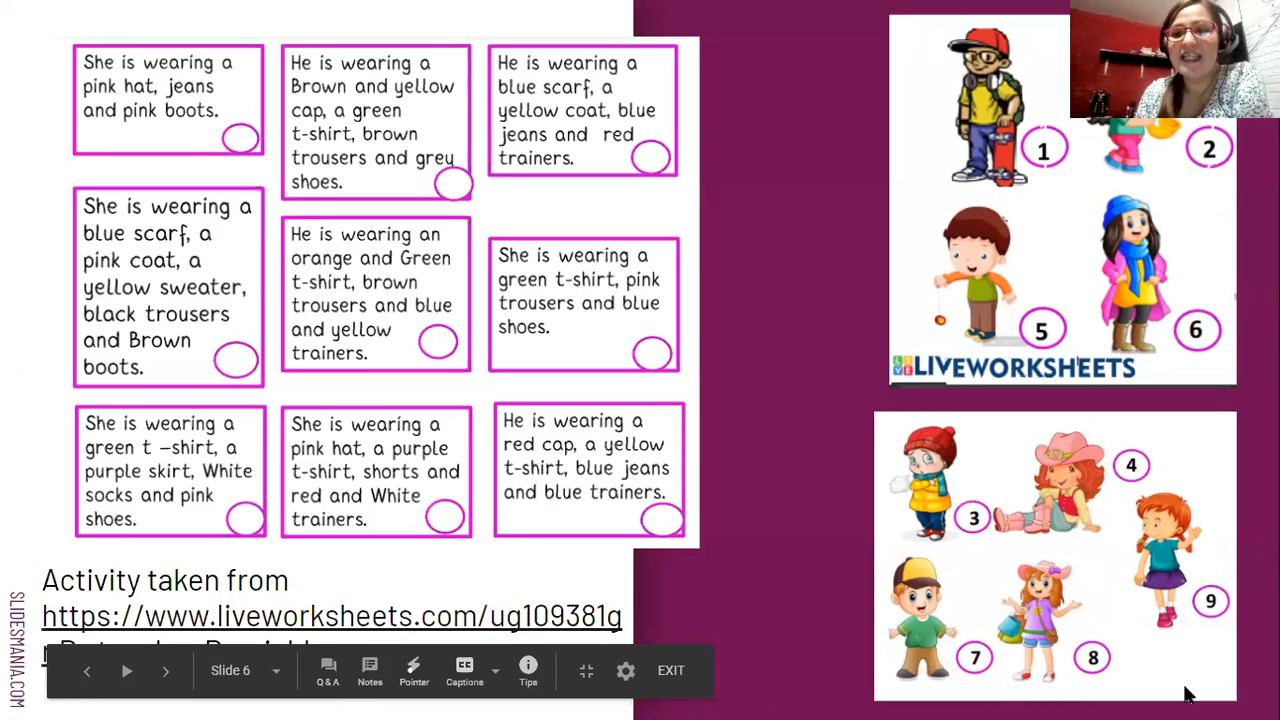 She is wearing a
pink hat, jeans
and pink boots.
He is wearing a
Brown and yellow
cap, a green
t-shirt, brown
trousers and grey
shoes.
He is wearing a
blue scarf, a
yellow coat, blue
jeans and red
trainers.
She is wearing a
blue scarf, a
pink coat, a
yellow sweater,
black trousers
and Brown
boots.
He is wearing an
orange and Green
t-shirt, brown
trousers and blue
and yellow
trainers.
She is wearing a
green t-shirt, pink
trousers and blue
shoes.
She is wearing a
green t –shirt, a
purple skirt, White
socks and pink
shoes.
She is wearing a
pink hat, a purple
t-shirt, shorts and
red and White
trainers.
He is wearing a
red cap, a yellow
t-shirt, blue jeans
and blue trainers.
1
2
5
6
LIVE LIVEWORKSHEETS
3
4
9
7
8
Activity taken from
https://www.liveworksheets.com/ug109381g
SLIDESMANIA.COM
Slide 6
Q & A
Notes
Pointer
CC
Captions
Tips
EXIT